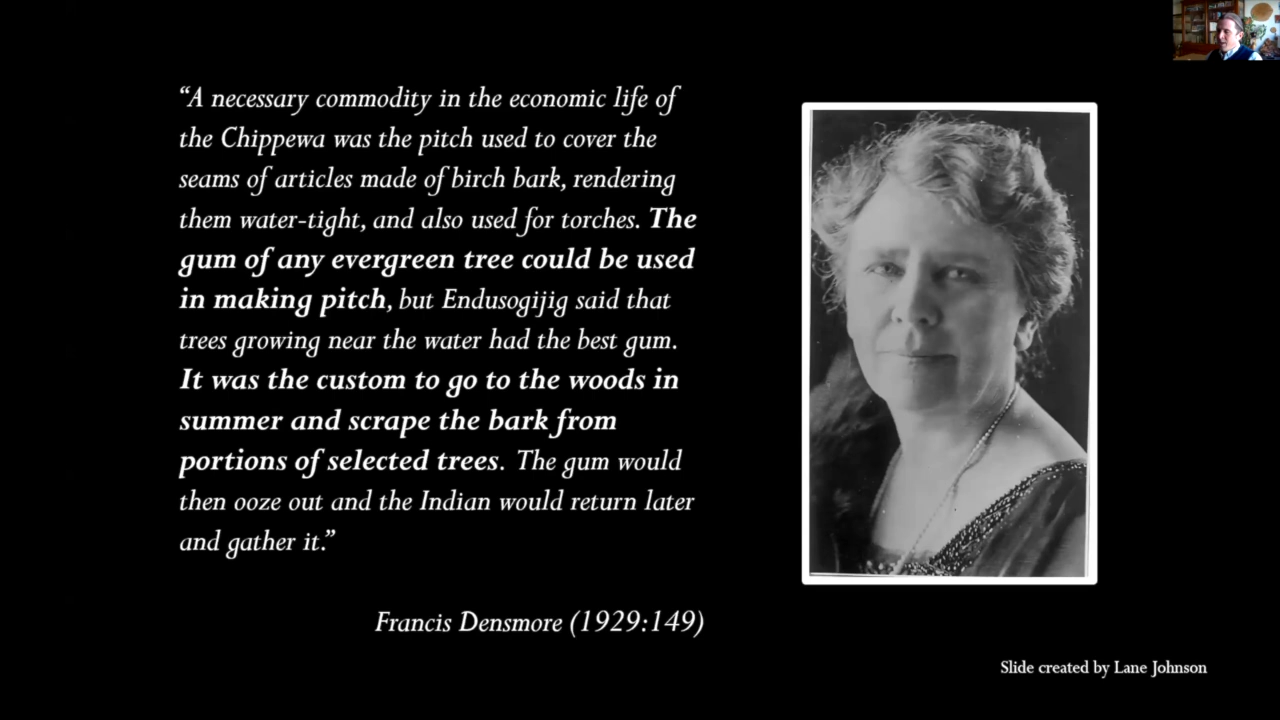 “A necessary commodity in the economic life of
the Chippewa was the pitch used to cover the
seams of articles made of birch bark, rendering
them water-tight, and also used for torches. The
gum of any evergreen tree could be used
in making pitch, but Endusogijig said that
trees growing near the water had the best gum.
It was the custom to go to the woods in
summer and scrape the bark from
portions of selected trees. The gum would
then ooze out and the Indian would return later
and gather it.”
Francis Densmore (1929:149)
Slide created by Lane Johnson